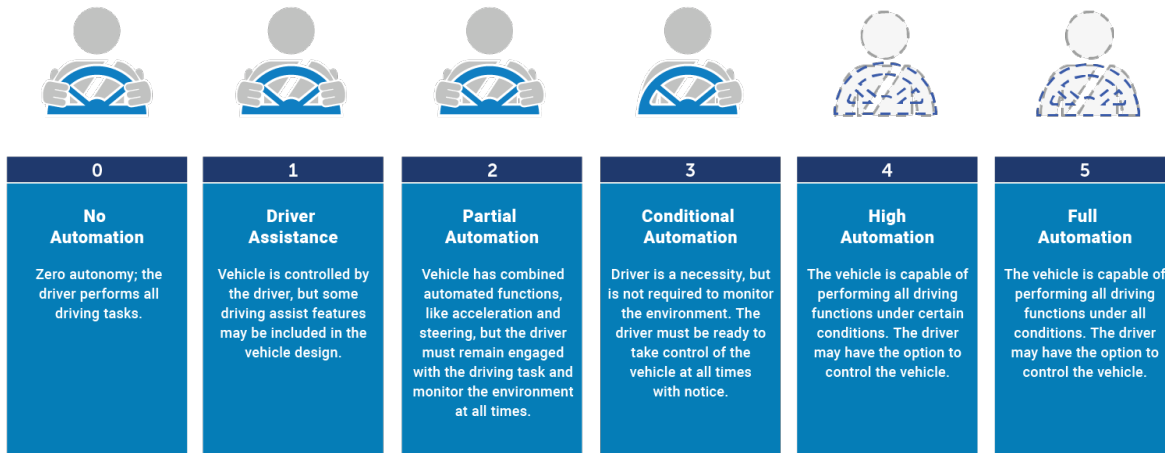 0
No
Automation
Zero autonomy; the
driver performs all
driving tasks.
1
Driver
Assistance
Vehicle is controlled by
the driver, but some
driving assist features
may be included in the
vehicle design.
2
Partial
Automation
Vehicle has combined
automated functions,
like acceleration and
steering, but the driver
must remain engaged
with the driving task and
monitor the environment
at all times.
3
Conditional
Automation
Driver is a necessity, but
is not required to monitor
the environment. The
driver must be ready to
take control of the
vehicle at all times
with notice.
4
High
Automation
The vehicle is capable of
performing all driving
functions under certain
conditions. The driver
may have the option to
control the vehicle.
5
Full
Automation
The vehicle is capable of
performing all driving
functions under all
conditions. The driver
may have the option to
control the vehicle.